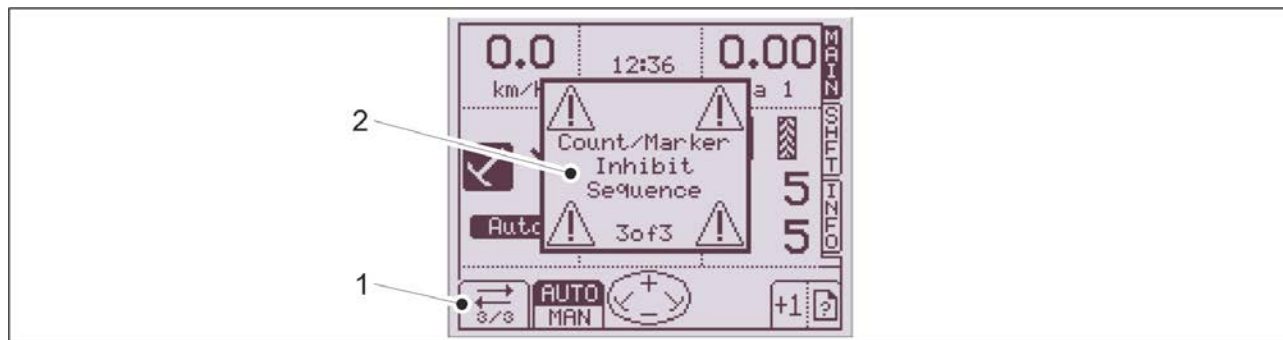 0.0
12:36
0.00
km/h
a 1
MAIN
SHFT
INFO
2
Count/Marker
Inhibit
Sequence
3of3
5
5
Auto
1
3/3
AUTO
MAN
+
-
+1
?